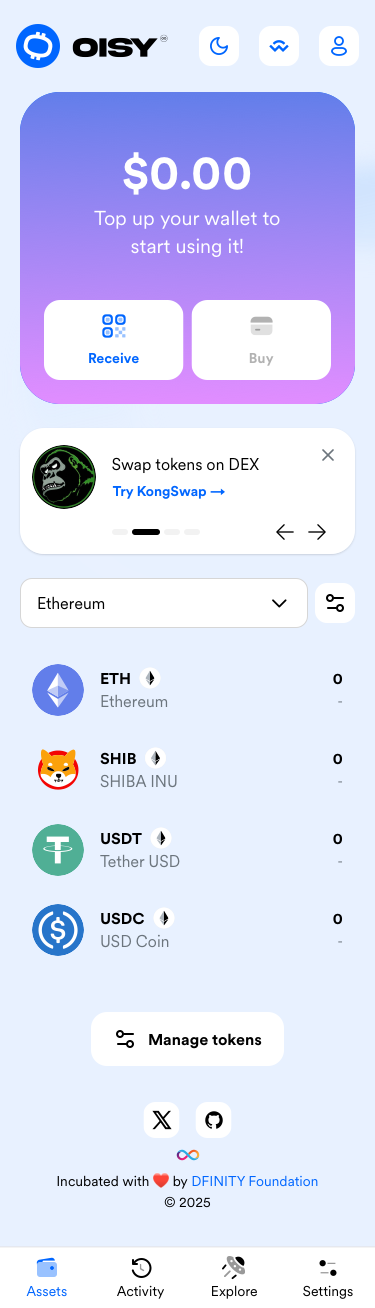 OISY
$0.00
Top up your wallet to
start using it!
Receive
Buy
Swap tokens on DEX
Try KongSwap →
Ethereum
ETH
0
Ethereum
-
SHIB
0
SHIBA INU
-
USDT
0
Tether USD
-
USDC
0
USD Coin
-
Manage tokens
Incubated with ❤️ by DFINITY Foundation
© 2025
Assets
Activity
Explore
Settings